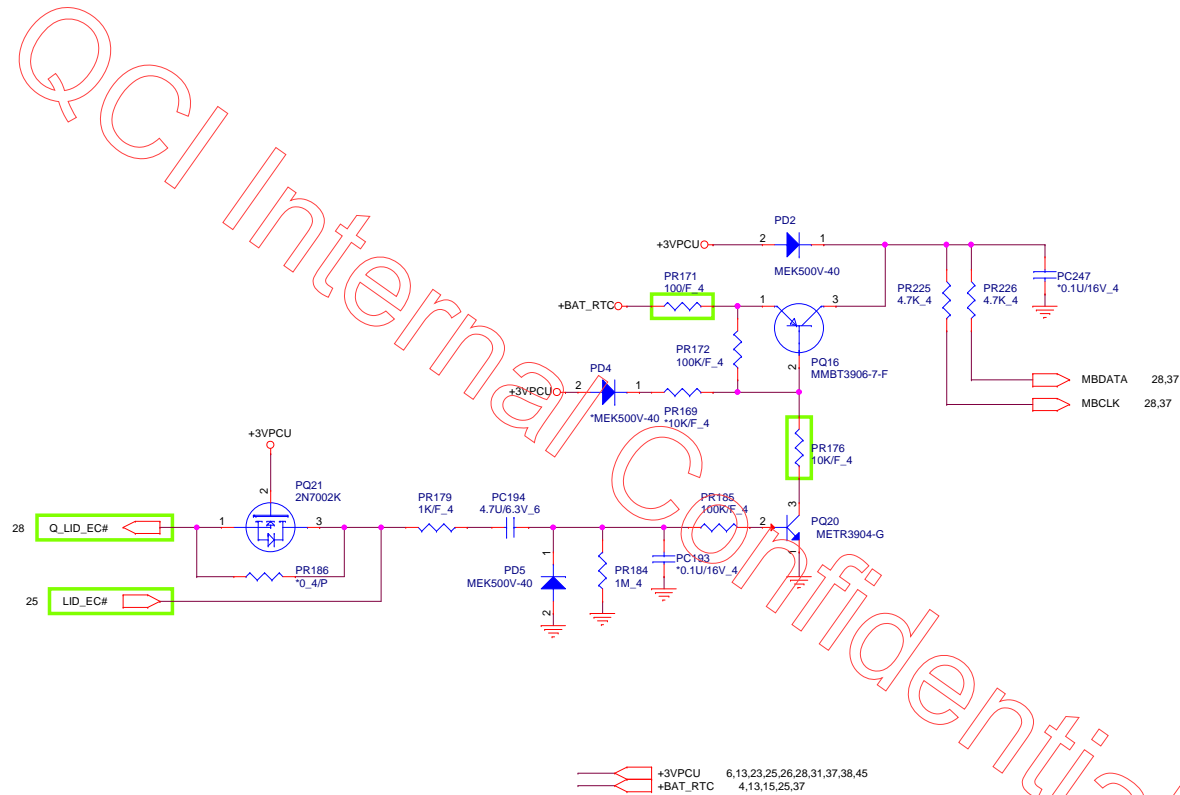 QCI Internal Confidential
PD2
+3VPCU 2 1
MEK500V-40
PR171
100/F_4
+BAT_RTC 1 3
PR225
4.7K_4
PR226
4.7K_4
PC247
*0.1U/16V_4
PR172
100K/F_4
PQ16
MMBT3906-7-F
2
PD4
+3VPCU 2 1
*MEK500V-40
PR169
*10K/F_4
MBDATA 28,37
MBCLK 28,37
PR176
10K/F_4
+3VPCU
2
PQ21
2N7002K
PR179
1K/F_4
PC194
4.7U/6.3V_6
PR185
100K/F_4
3
PQ20
METR3904-G
2
1
28 Q_LID_EC# 1 3
PR186
*0_4/P
25 LID_EC#
1
PD5
MEK500V-40
2
PR184
1M_4
PC193
*0.1U/16V_4
+3VPCU 6,13,23,25,26,28,31,37,38,45
+BAT_RTC 4,13,15,25,37